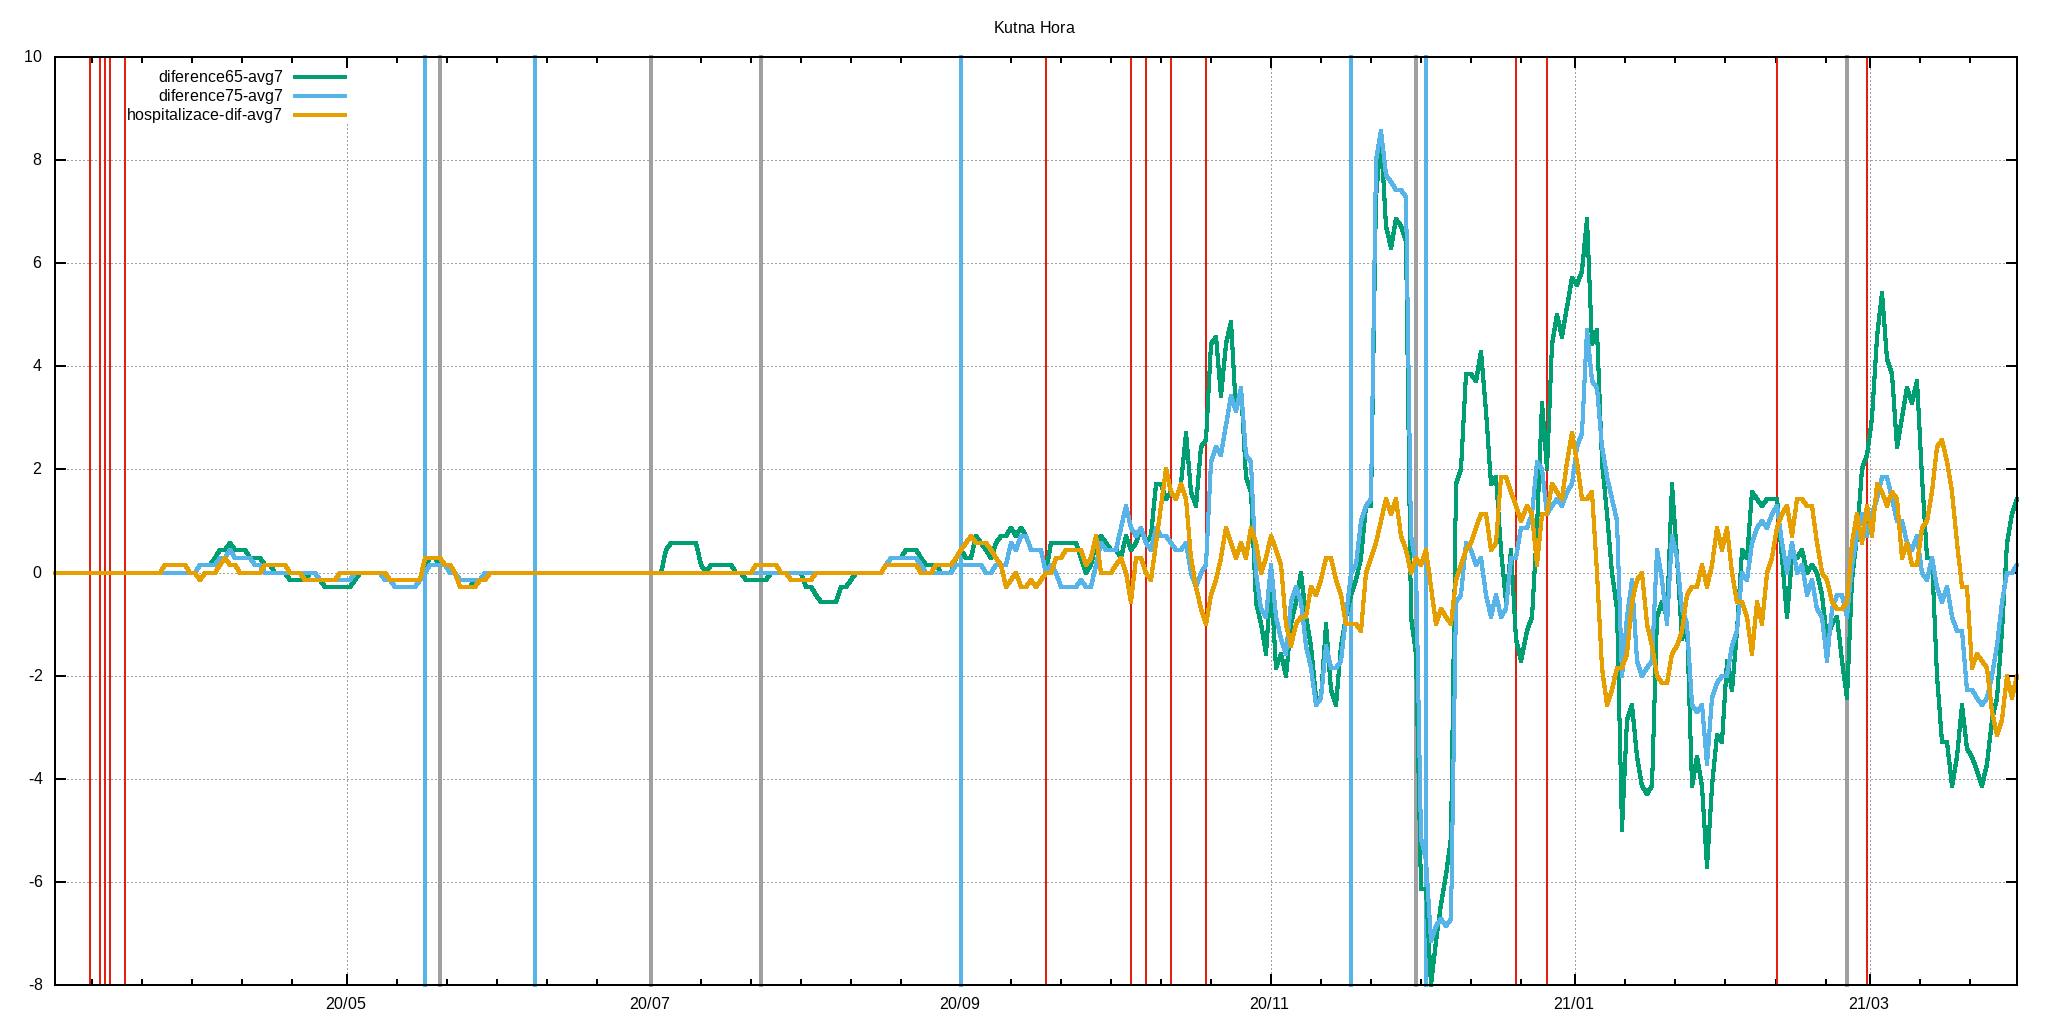 Kutna Hora
10
diference65-avg7
diference75-avg7
hospitalizace-dif-avg7
8
6
4
2
0
-2
-4
-6
-8
20/05 20/07 20/09 20/11 21/01 21/03